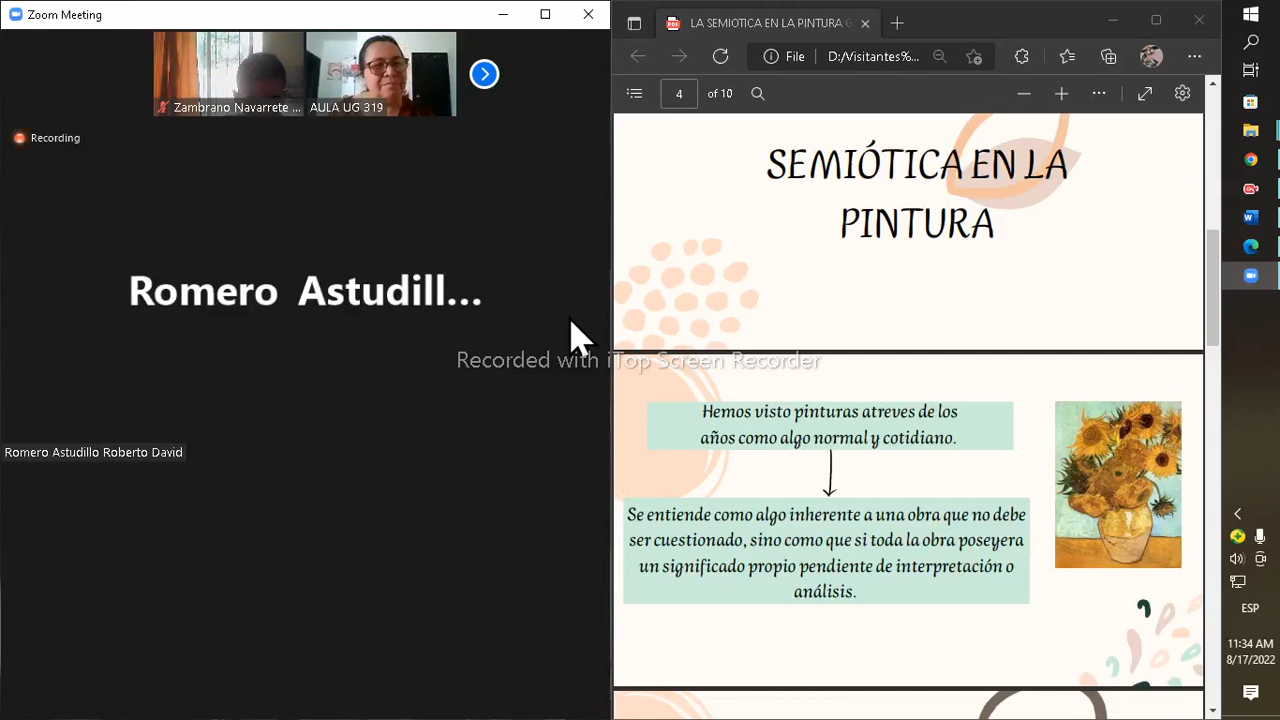 Zoom Meeting
Zambrano Navarrete ...
AULA UG 319
Recording
Romero Astudill...
Romero Astudillo Roberto David
Recorded with iTop Screen Recorder
LA SEMIOTICA EN LA PINTURA G
File
D:/Visitantes%...
4
of 10
SEMIÓTICA EN LA
PINTURA
Hemos visto pinturas atreves de los
años como algo normal y cotidiano.
Se entiende como algo inherente a una obra que no debe
ser cuestionado, sino como que si toda la obra poseyera
un significado propio pendiente de interpretación o
análisis.
ESP
11:34 AM
8/17/2022